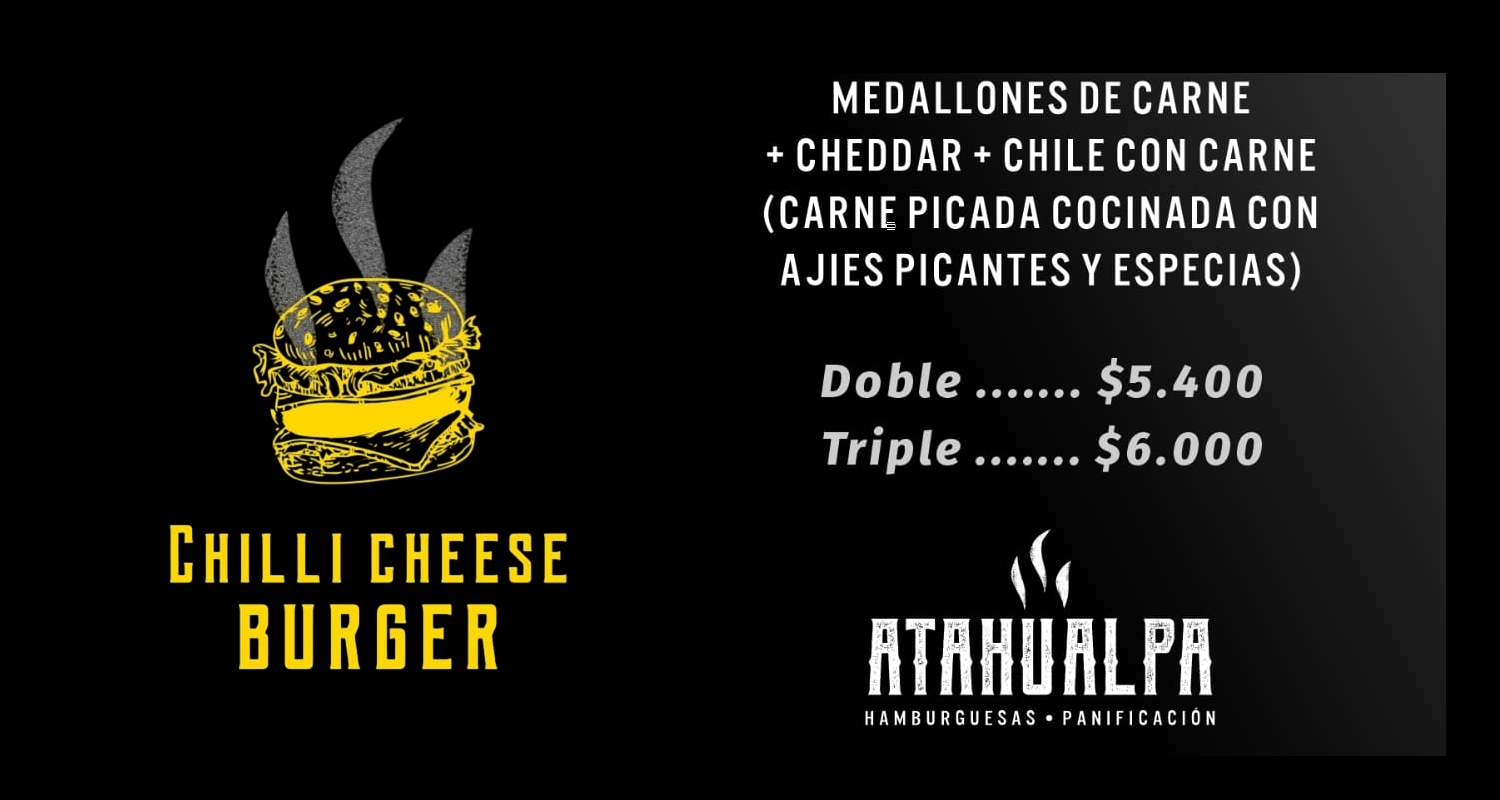 CHILLI CHEESE
BURGER
MEDALLONES DE CARNE
+ CHEDDAR + CHILE CON CARNE
(CARNE PICADA COCINADA CON
AJIES PICANTES Y ESPECIAS)
Doble ....... $5.400
Triple ....... $6.000
ATAHUALPA
HAMBURGUESAS • PANIFICACIÓN